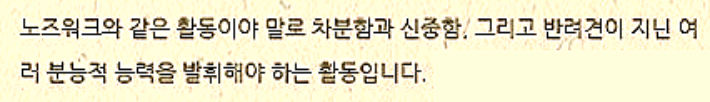 노즈워크와 같은 활동이야 말로 차분함과 신중함, 그리고 반려견이 지닌 여
러 분능적 능력을 발휘해야 하는 활동입니다.